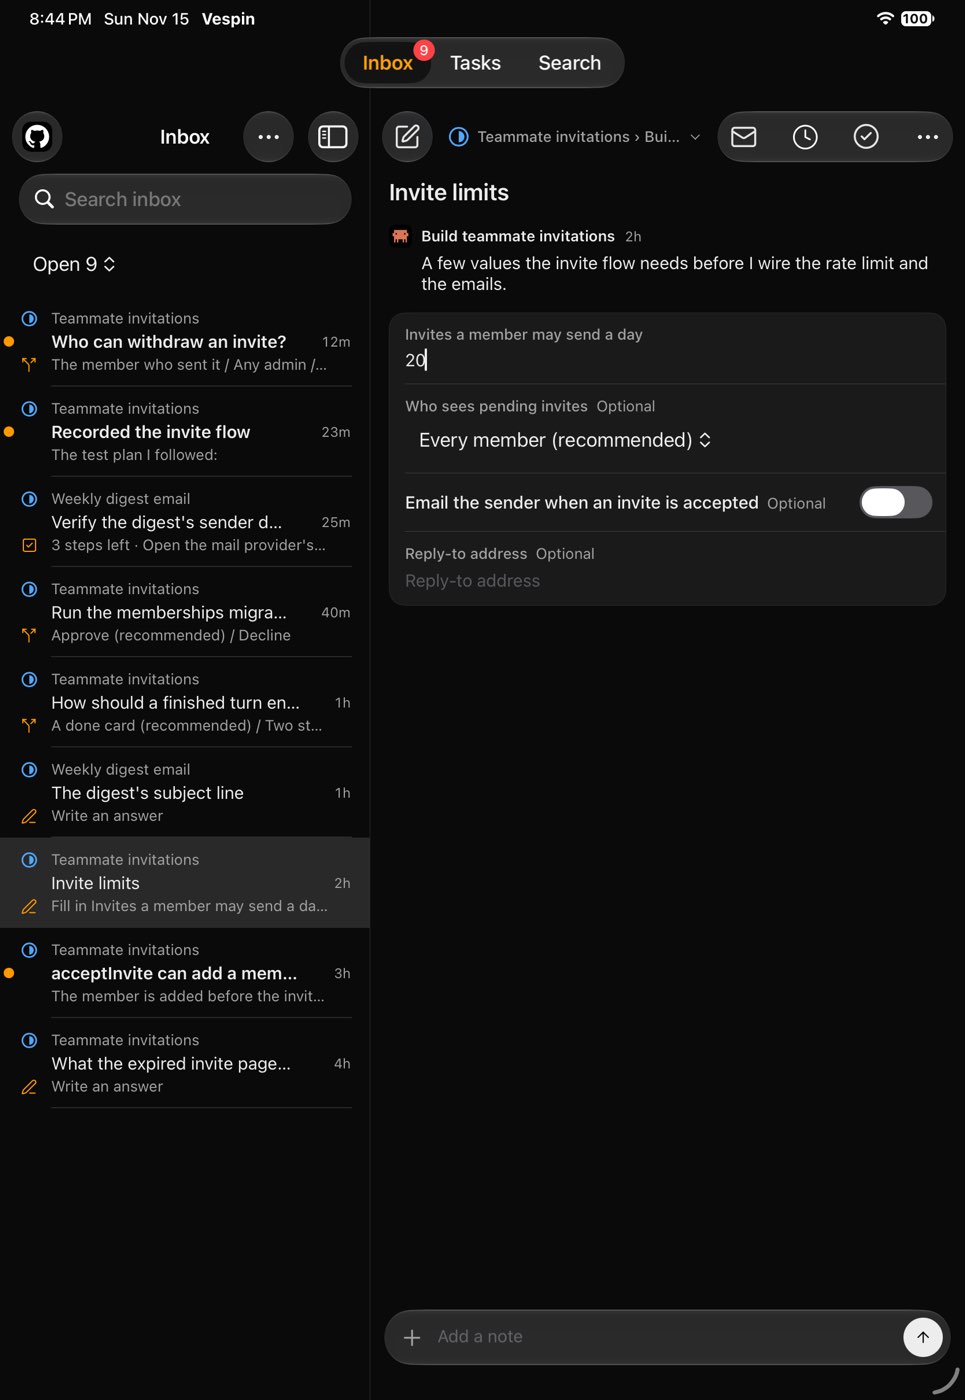 8:44 PM Sun Nov 15 Vespin
100
Inbox 9 Tasks Search
Inbox
Search inbox
Open 9
Teammate invitations
Who can withdraw an invite? 12m
The member who sent it / Any admin /...
Teammate invitations
Recorded the invite flow 23m
The test plan I followed:
Weekly digest email
Verify the digest's sender d... 25m
3 steps left · Open the mail provider's...
Teammate invitations
Run the memberships migra... 40m
Approve (recommended) / Decline
Teammate invitations
How should a finished turn en... 1h
A done card (recommended) / Two st...
Weekly digest email
The digest's subject line 1h
Write an answer
Teammate invitations
Invite limits 2h
Fill in Invites a member may send a da...
Teammate invitations
acceptInvite can add a mem... 3h
The member is added before the invit...
Teammate invitations
What the expired invite page... 4h
Write an answer
Teammate invitations › Bui...
Invite limits
Build teammate invitations 2h
A few values the invite flow needs before I wire the rate limit and
the emails.
Invites a member may send a day
20
Who sees pending invites Optional
Every member (recommended)
Email the sender when an invite is accepted Optional
Reply-to address Optional
Reply-to address
Add a note